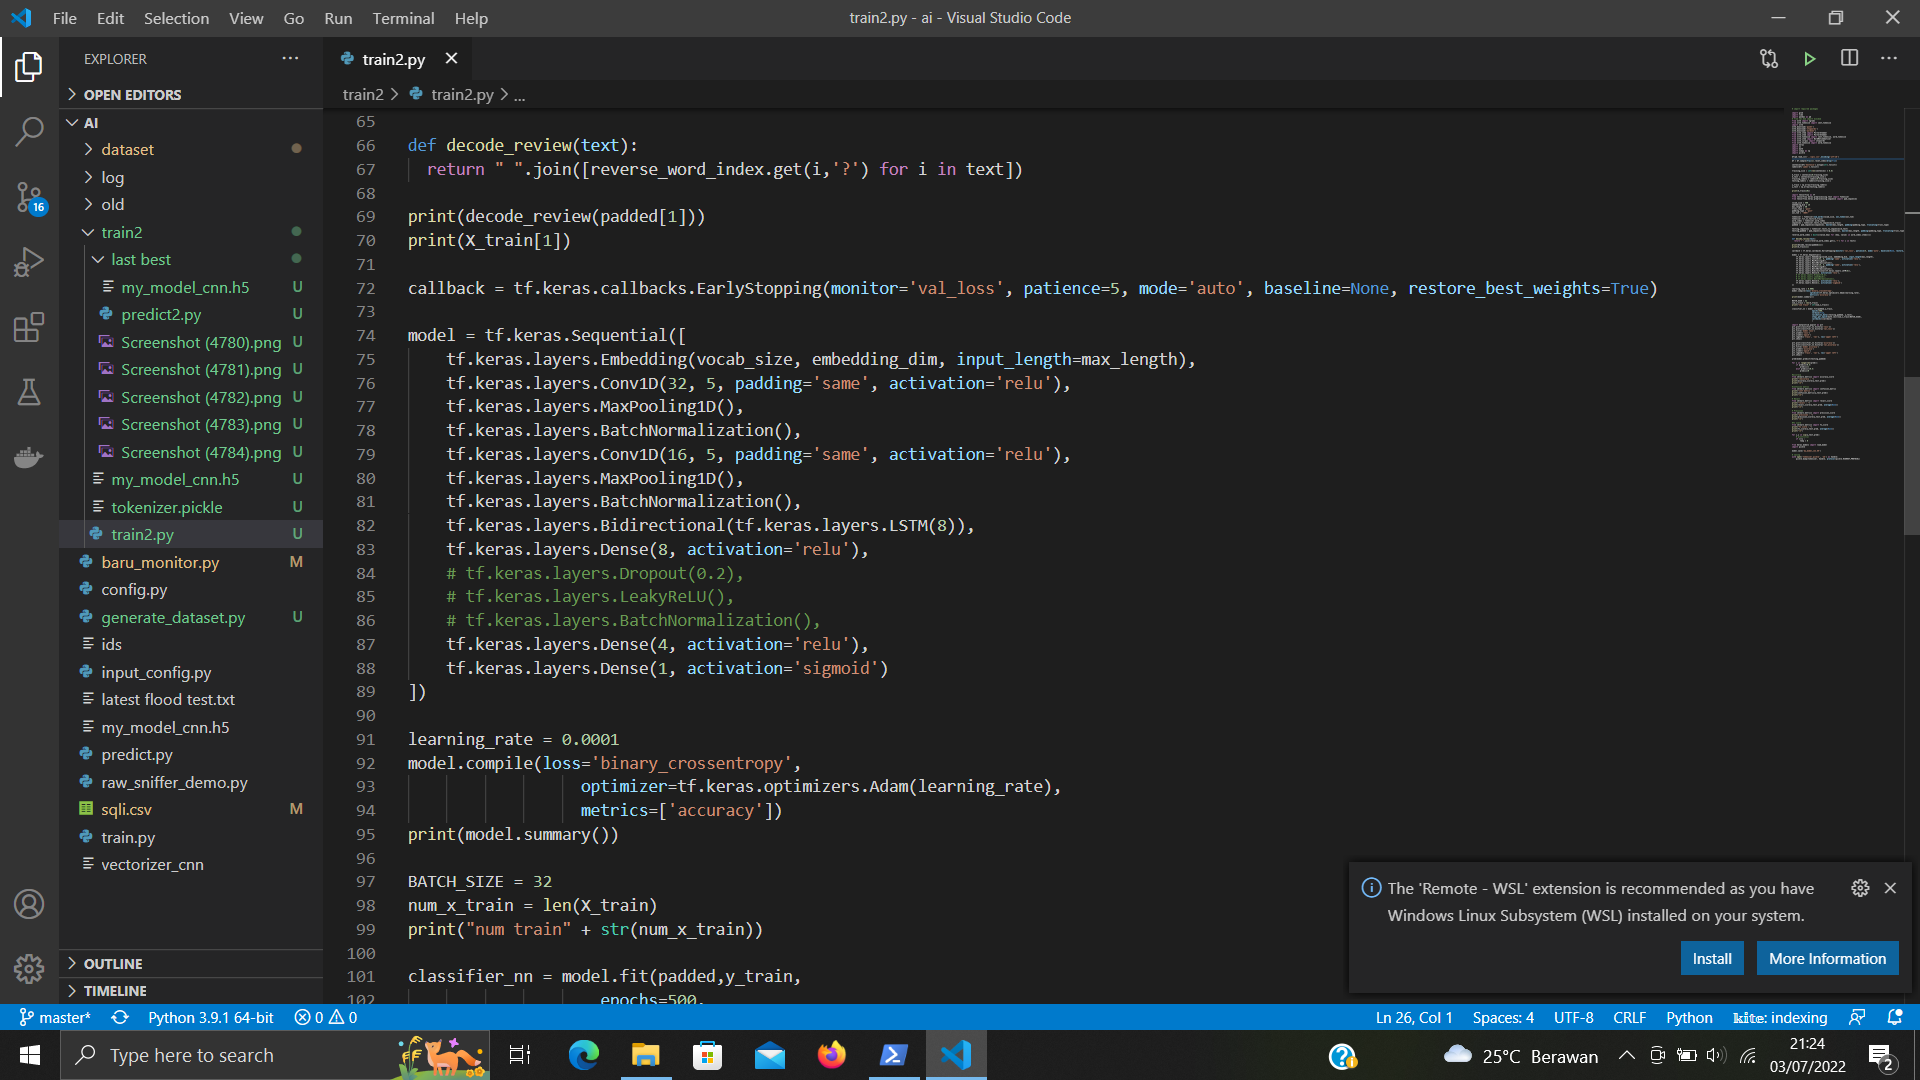 File Edit Selection View Go Run Terminal Help
train2.py - ai - Visual Studio Code
EXPLORER
train2.py
OPEN EDITORS
train2 > train2.py > ...
AI
dataset
log
old
train2
last best
my_model_cnn.h5 U
predict2.py U
Screenshot (4780).png U
Screenshot (4781).png U
Screenshot (4782).png U
Screenshot (4783).png U
Screenshot (4784).png U
my_model_cnn.h5 U
tokenizer.pickle U
train2.py U
baru_monitor.py M
config.py
generate_dataset.py U
ids
input_config.py
latest flood test.txt
my_model_cnn.h5
predict.py
raw_sniffer_demo.py
sqli.csv M
train.py
vectorizer_cnn
OUTLINE
TIMELINE
16
65
66 def decode_review(text):
67 return " ".join([reverse_word_index.get(i,'?') for i in text])
68
69 print(decode_review(padded[1]))
70 print(X_train[1])
71
72 callback = tf.keras.callbacks.EarlyStopping(monitor='val_loss', patience=5, mode='auto', baseline=None, restore_best_weights=True)
73
74 model = tf.keras.Sequential([
75 tf.keras.layers.Embedding(vocab_size, embedding_dim, input_length=max_length),
76 tf.keras.layers.Conv1D(32, 5, padding='same', activation='relu'),
77 tf.keras.layers.MaxPooling1D(),
78 tf.keras.layers.BatchNormalization(),
79 tf.keras.layers.Conv1D(16, 5, padding='same', activation='relu'),
80 tf.keras.layers.MaxPooling1D(),
81 tf.keras.layers.BatchNormalization(),
82 tf.keras.layers.Bidirectional(tf.keras.layers.LSTM(8)),
83 tf.keras.layers.Dense(8, activation='relu'),
84 # tf.keras.layers.Dropout(0.2),
85 # tf.keras.layers.LeakyReLU(),
86 # tf.keras.layers.BatchNormalization(),
87 tf.keras.layers.Dense(4, activation='relu'),
88 tf.keras.layers.Dense(1, activation='sigmoid')
89 ])
90
91 learning_rate = 0.0001
92 model.compile(loss='binary_crossentropy',
93 optimizer=tf.keras.optimizers.Adam(learning_rate),
94 metrics=['accuracy'])
95 print(model.summary())
96
97 BATCH_SIZE = 32
98 num_x_train = len(X_train)
99 print("num train" + str(num_x_train))
100
101 classifier_nn = model.fit(padded,y_train,
102 epochs=500,
The 'Remote - WSL' extension is recommended as you have
Windows Linux Subsystem (WSL) installed on your system.
Install More Information
master* Python 3.9.1 64-bit 0 0 Ln 26, Col 1 Spaces: 4 UTF-8 CRLF Python kite: indexing
Type here to search
25°C Berawan
21:24
03/07/2022
2